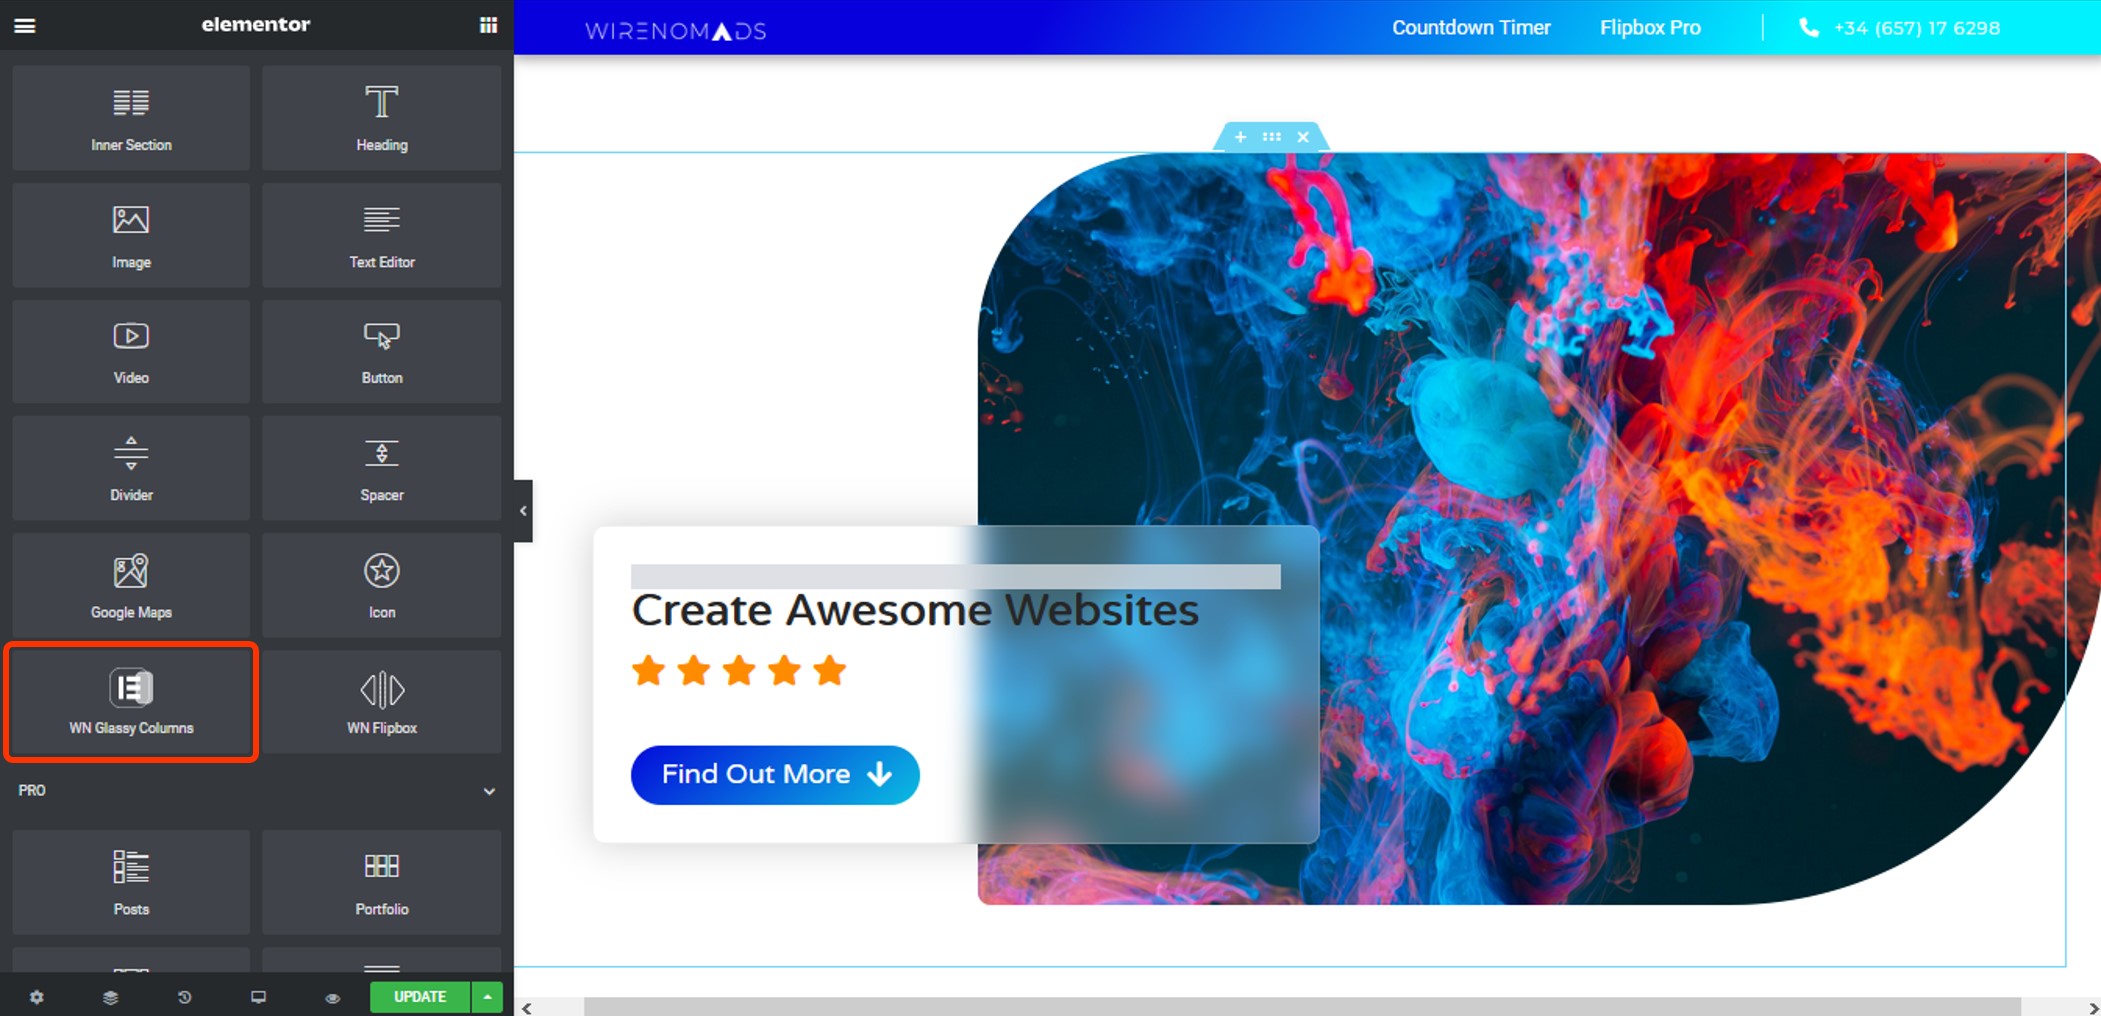 elementor
Inner Section
Heading
Image
Text Editor
Video
Button
Divider
Spacer
Google Maps
Icon
WN Glassy Columns
WN Flipbox
PRO
Posts
Portfolio
UPDATE
WIRENOMADS
Countdown Timer
Flipbox Pro
+34 (657) 17 6298
Create Awesome Websites
Find Out More